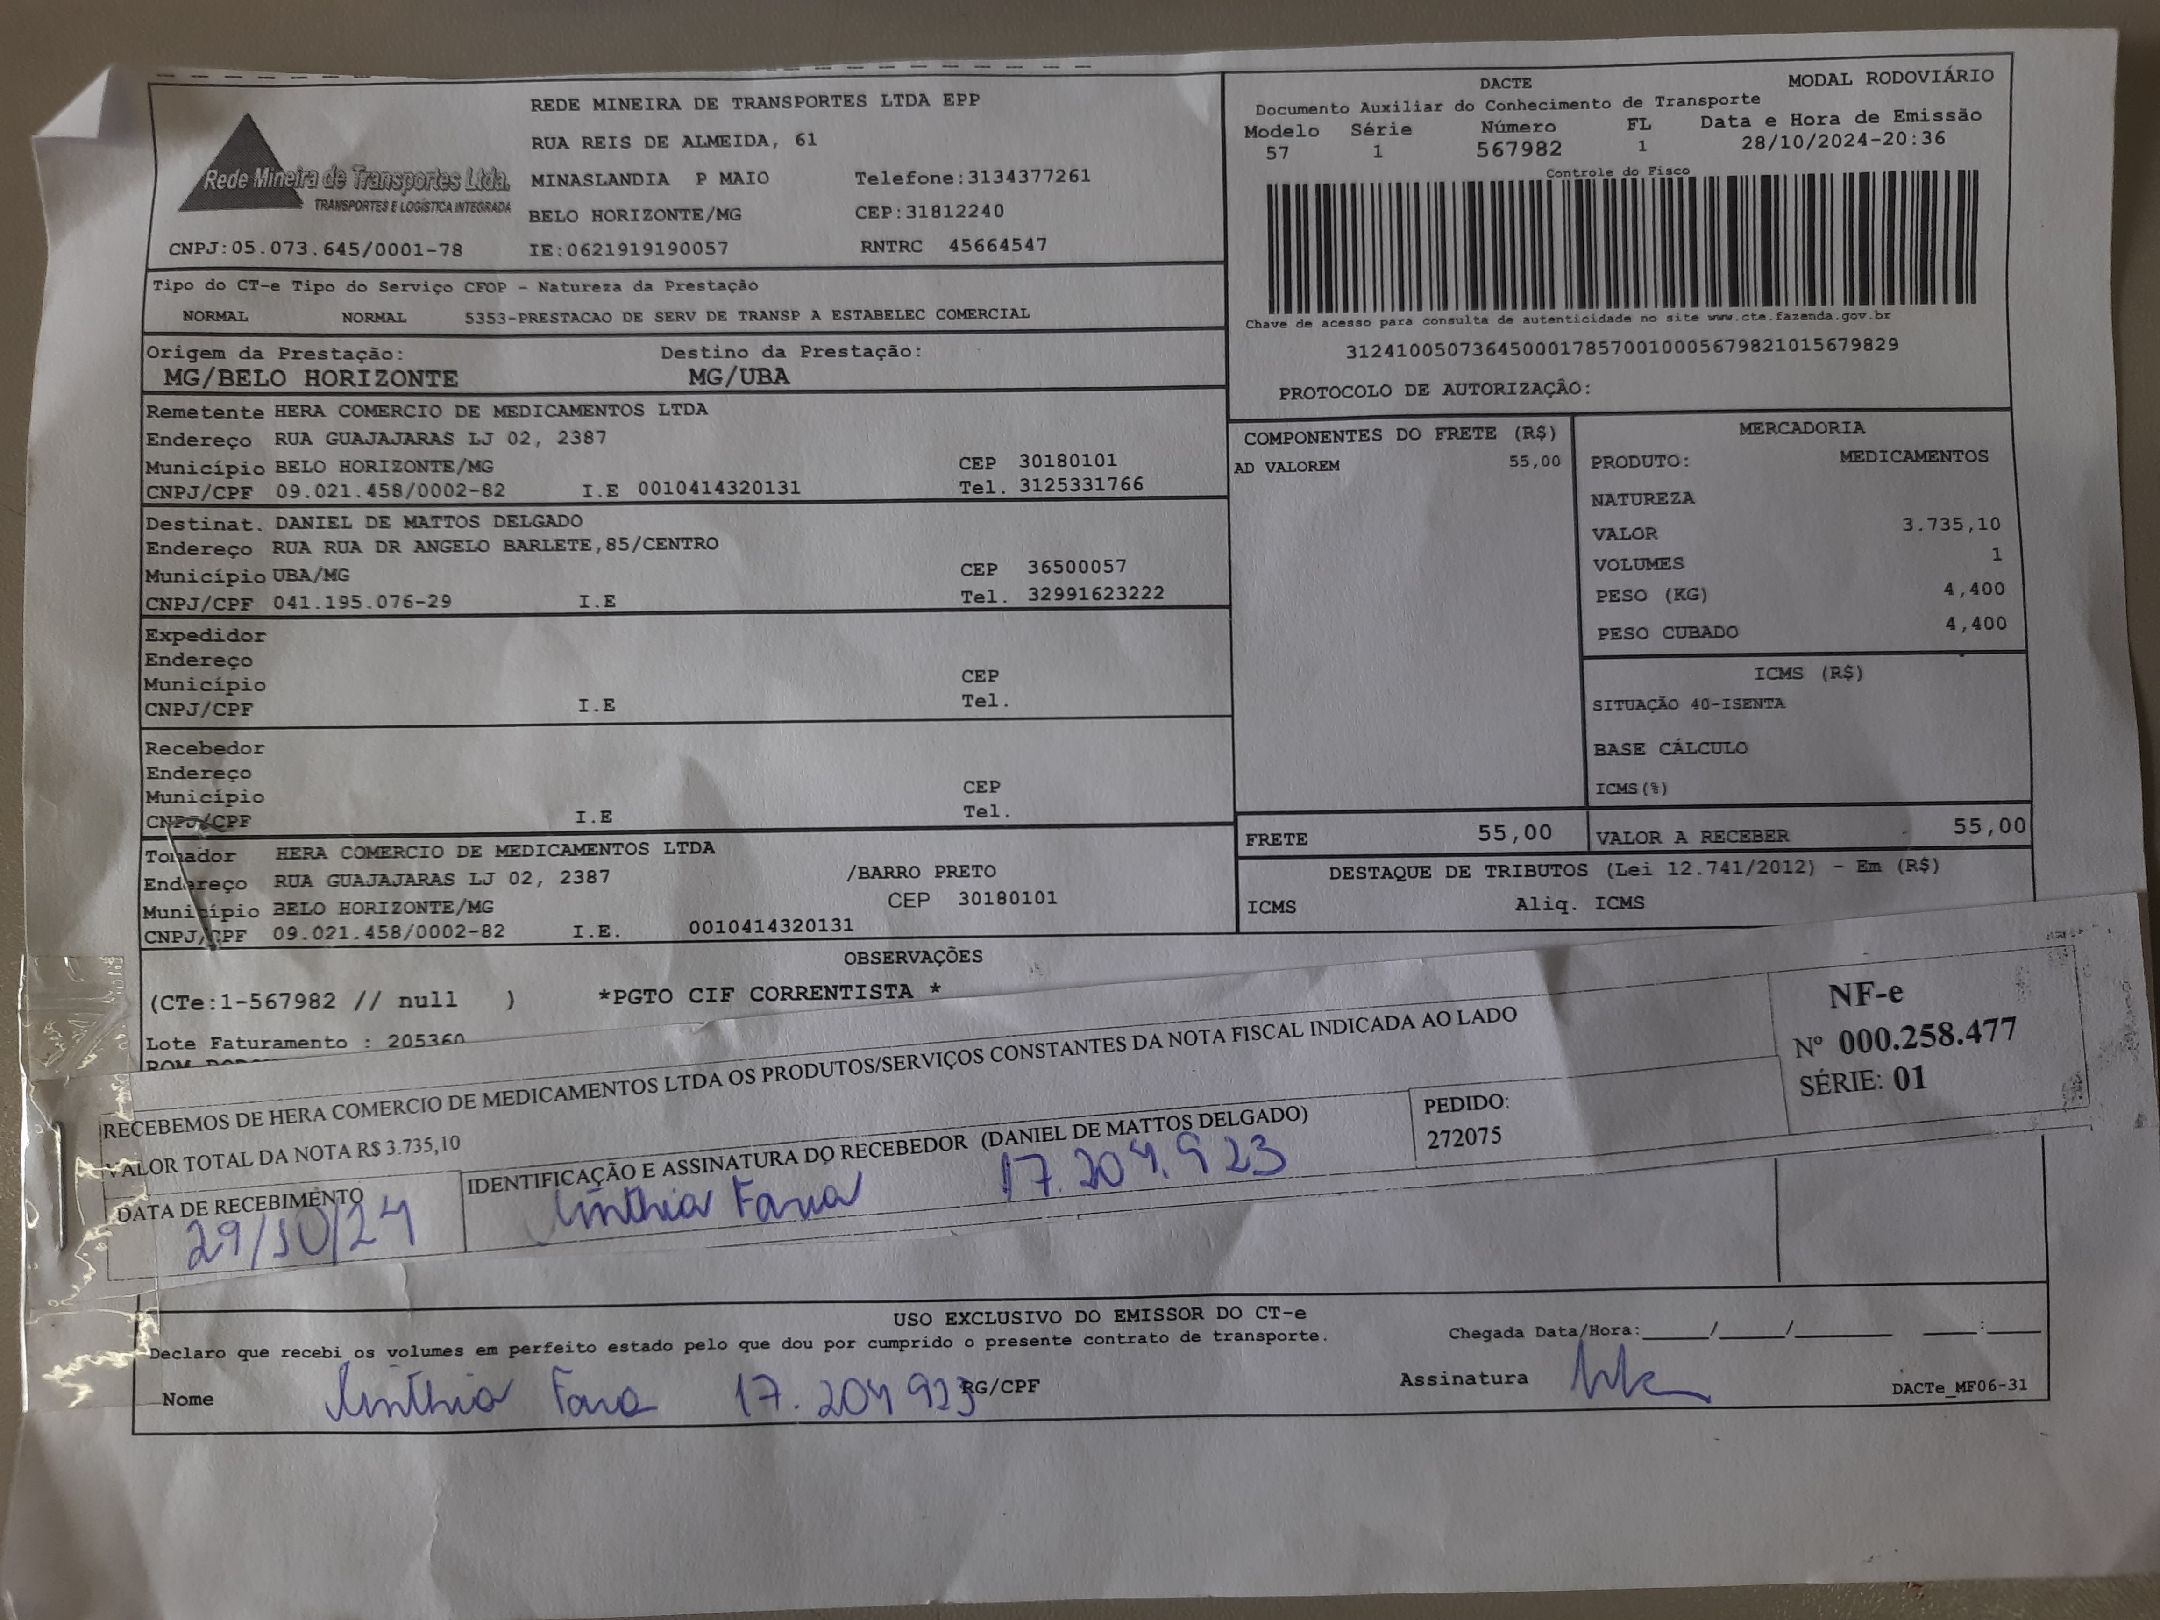 REDE MINEIRA DE TRANSPORTES LTDA EPP
RUA REIS DE ALMEIDA, 61
Rede Mineira de Transportes Ltda.
TRANSPORTES E LOGÍSTICA INTEGRADA
MINASLANDIA P MAIO Telefone:3134377261
BELO HORIZONTE/MG CEP:31812240
CNPJ:05.073.645/0001-78 IE:0621919190057 RNTRC 45664547
DACTE MODAL RODOVIÁRIO
Documento Auxiliar do Conhecimento de Transporte
Modelo Série Número FL Data e Hora de Emissão
57 1 567982 1 28/10/2024-20:36
Controle do Fisco
Chave de acesso para consulta de autenticidade no site www.cte.fazenda.gov.br
31241005073645000178570010005679821015679829
PROTOCOLO DE AUTORIZAÇÃO:
Tipo do CT-e Tipo do Serviço CFOP - Natureza da Prestação
NORMAL NORMAL 5353-PRESTACAO DE SERV DE TRANSP A ESTABELEC COMERCIAL
Origem da Prestação: Destino da Prestação:
MG/BELO HORIZONTE MG/UBA
Remetente HERA COMERCIO DE MEDICAMENTOS LTDA
Endereço RUA GUAJAJARAS LJ 02, 2387
Município BELO HORIZONTE/MG CEP 30180101
CNPJ/CPF 09.021.458/0002-82 I.E 0010414320131 Tel. 3125331766
Destinat. DANIEL DE MATTOS DELGADO
Endereço RUA RUA DR ANGELO BARLETE,85/CENTRO
Município UBA/MG CEP 36500057
CNPJ/CPF 041.195.076-29 I.E Tel. 32991623222
Expedidor
Endereço
Município CEP
CNPJ/CPF I.E Tel.
Recebedor
Endereço
Município CEP
CNPJ/CPF I.E Tel.
Tomador HERA COMERCIO DE MEDICAMENTOS LTDA
Endereço RUA GUAJAJARAS LJ 02, 2387 /BARRO PRETO
Município BELO HORIZONTE/MG CEP 30180101
CNPJ/CPF 09.021.458/0002-82 I.E. 0010414320131
COMPONENTES DO FRETE (R$)
AD VALOREM 55,00
MERCADORIA
PRODUTO: MEDICAMENTOS
NATUREZA
VALOR 3.735,10
VOLUMES 1
PESO (KG) 4,400
PESO CUBADO 4,400
ICMS (R$)
SITUAÇÃO 40-ISENTA
BASE CÁLCULO
ICMS(%)
FRETE 55,00 VALOR A RECEBER 55,00
DESTAQUE DE TRIBUTOS (Lei 12.741/2012) - Em (R$)
ICMS Aliq. ICMS
OBSERVAÇÕES
(CTe:1-567982 // null ) *PGTO CIF CORRENTISTA *
Lote Faturamento : 205360
RECEBEMOS DE HERA COMERCIO DE MEDICAMENTOS LTDA OS PRODUTOS/SERVIÇOS CONSTANTES DA NOTA FISCAL INDICADA AO LADO
VALOR TOTAL DA NOTA R$ 3.735,10
DATA DE RECEBIMENTO
29/10/24
IDENTIFICAÇÃO E ASSINATURA DO RECEBEDOR (DANIEL DE MATTOS DELGADO)
Cinthia Faria 17.204.923
PEDIDO:
272075
NF-e
Nº 000.258.477
SÉRIE: 01
USO EXCLUSIVO DO EMISSOR DO CT-e
Declaro que recebi os volumes em perfeito estado pelo que dou por cumprido o presente contrato de transporte.
Chegada Data/Hora:_____/_____/_______ ____:____
Nome Cinthia Faria 17.204 923 RG/CPF
Assinatura
DACTe_MF06-31